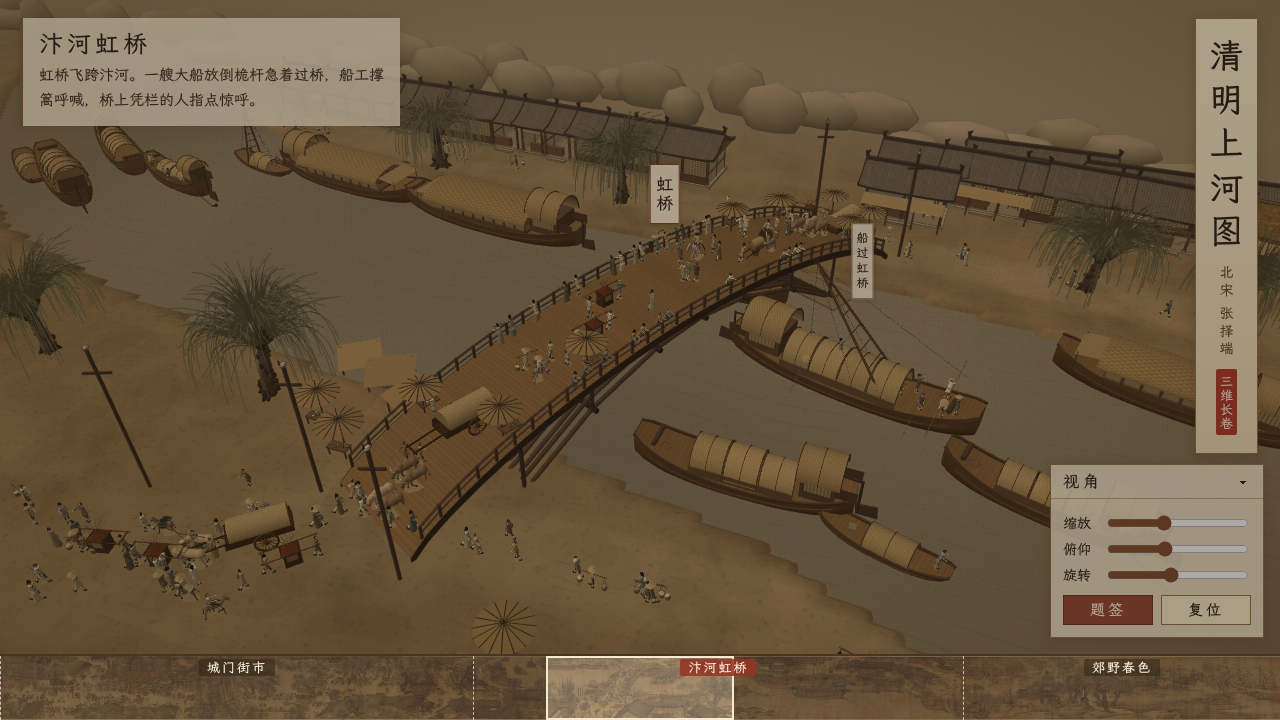 汴河虹桥
虹桥飞跨汴河。一艘大船放倒桅杆急着过桥，船工撑
篙呼喊，桥上凭栏的人指点惊呼。
虹桥
船过虹桥
清明上河图
北宋 张择端
三维长卷
视角
缩放
俯仰
旋转
题签 复位
城门街市 汴河虹桥 郊野春色